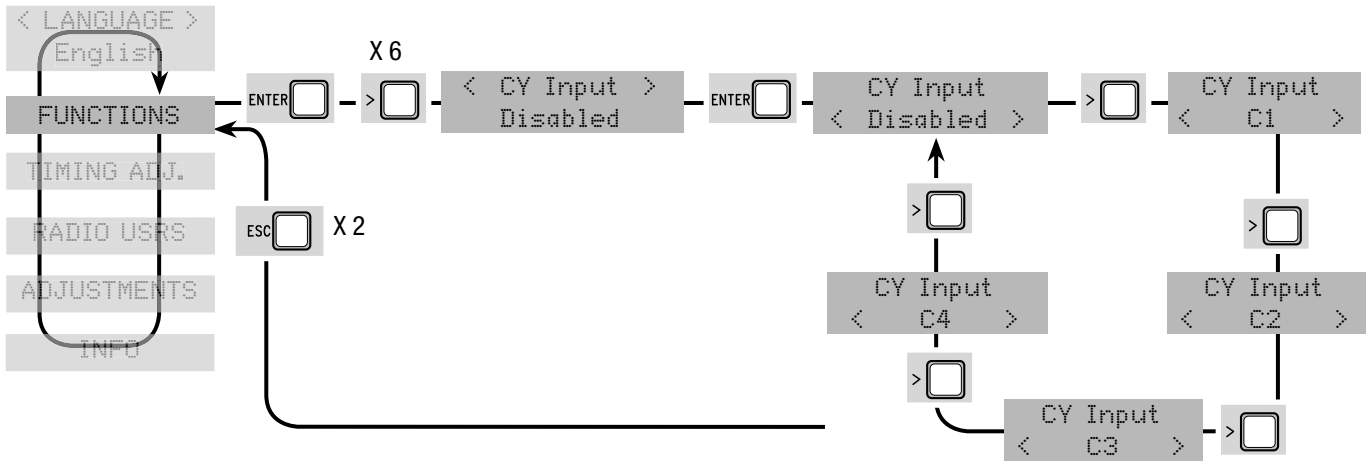 < LANGUAGE >
English
FUNCTIONS
TIMING ADJ.
RADIO USRS
ADJUSTMENTS
INFO
ENTER
X 6
>
< CY Input >
Disabled
ENTER
CY Input
< Disabled >
>
CY Input
< C1 >
>
CY Input
< C2 >
>
CY Input
< C3 >
>
CY Input
< C4 >
>
ESC
X 2